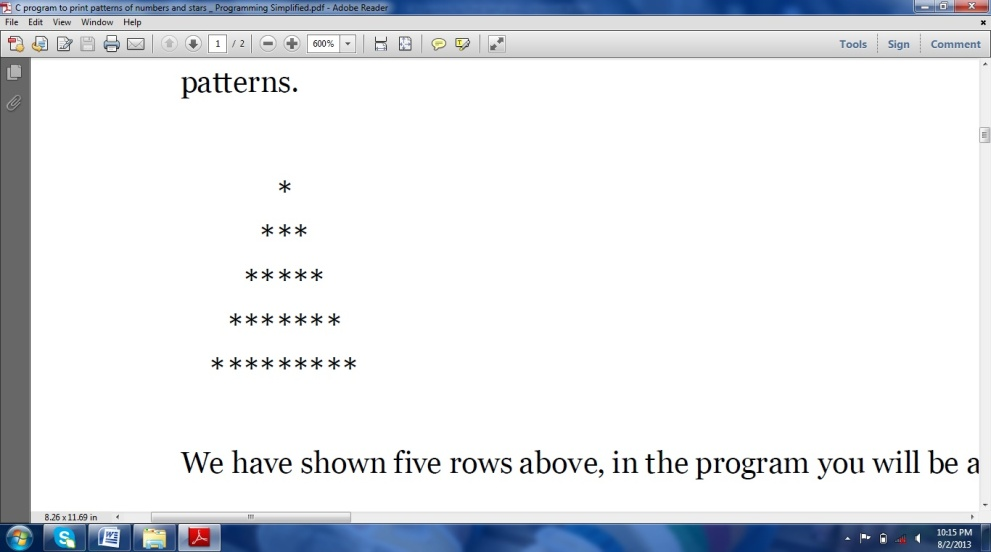 C program to print patterns of numbers and stars _ Programming Simplified.pdf - Adobe Reader
File Edit View Window Help
1 / 2 600% Tools Sign Comment
patterns.
*
***
*****
*******
*********
We have shown five rows above, in the program you will be a
8.26 x 11.69 in
10:15 PM
8/2/2013